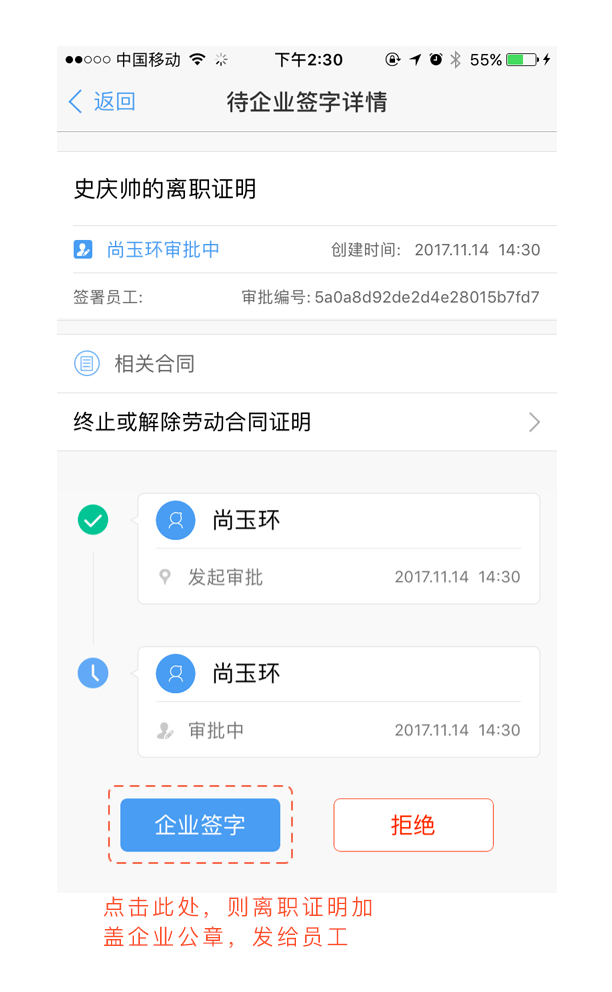 中国移动 下午2:30 55%
返回 待企业签字详情
史庆帅的离职证明
尚玉环审批中 创建时间: 2017.11.14 14:30
签署员工: 审批编号: 5a0a8d92de2d4e28015b7fd7
相关合同
终止或解除劳动合同证明
尚玉环
发起审批 2017.11.14 14:30
尚玉环
审批中 2017.11.14 14:30
企业签字 拒绝
点击此处，则离职证明加
盖企业公章，发给员工